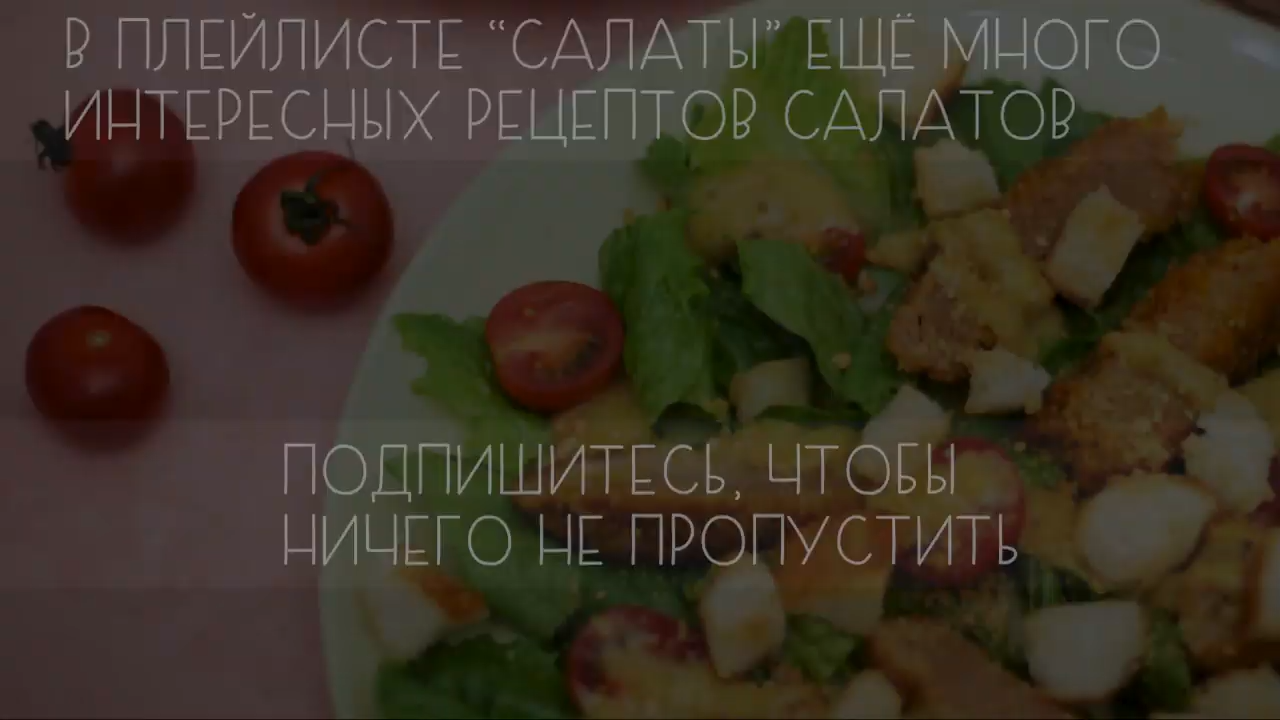 В ПЛЕЙЛИСТЕ “САЛАТЫ” ЕЩЁ МНОГО
ИНТЕРЕСНЫХ РЕЦЕПТОВ САЛАТОВ
ПОДПИШИТЕСЬ, ЧТОБЫ
НИЧЕГО НЕ ПРОПУСТИТЬ